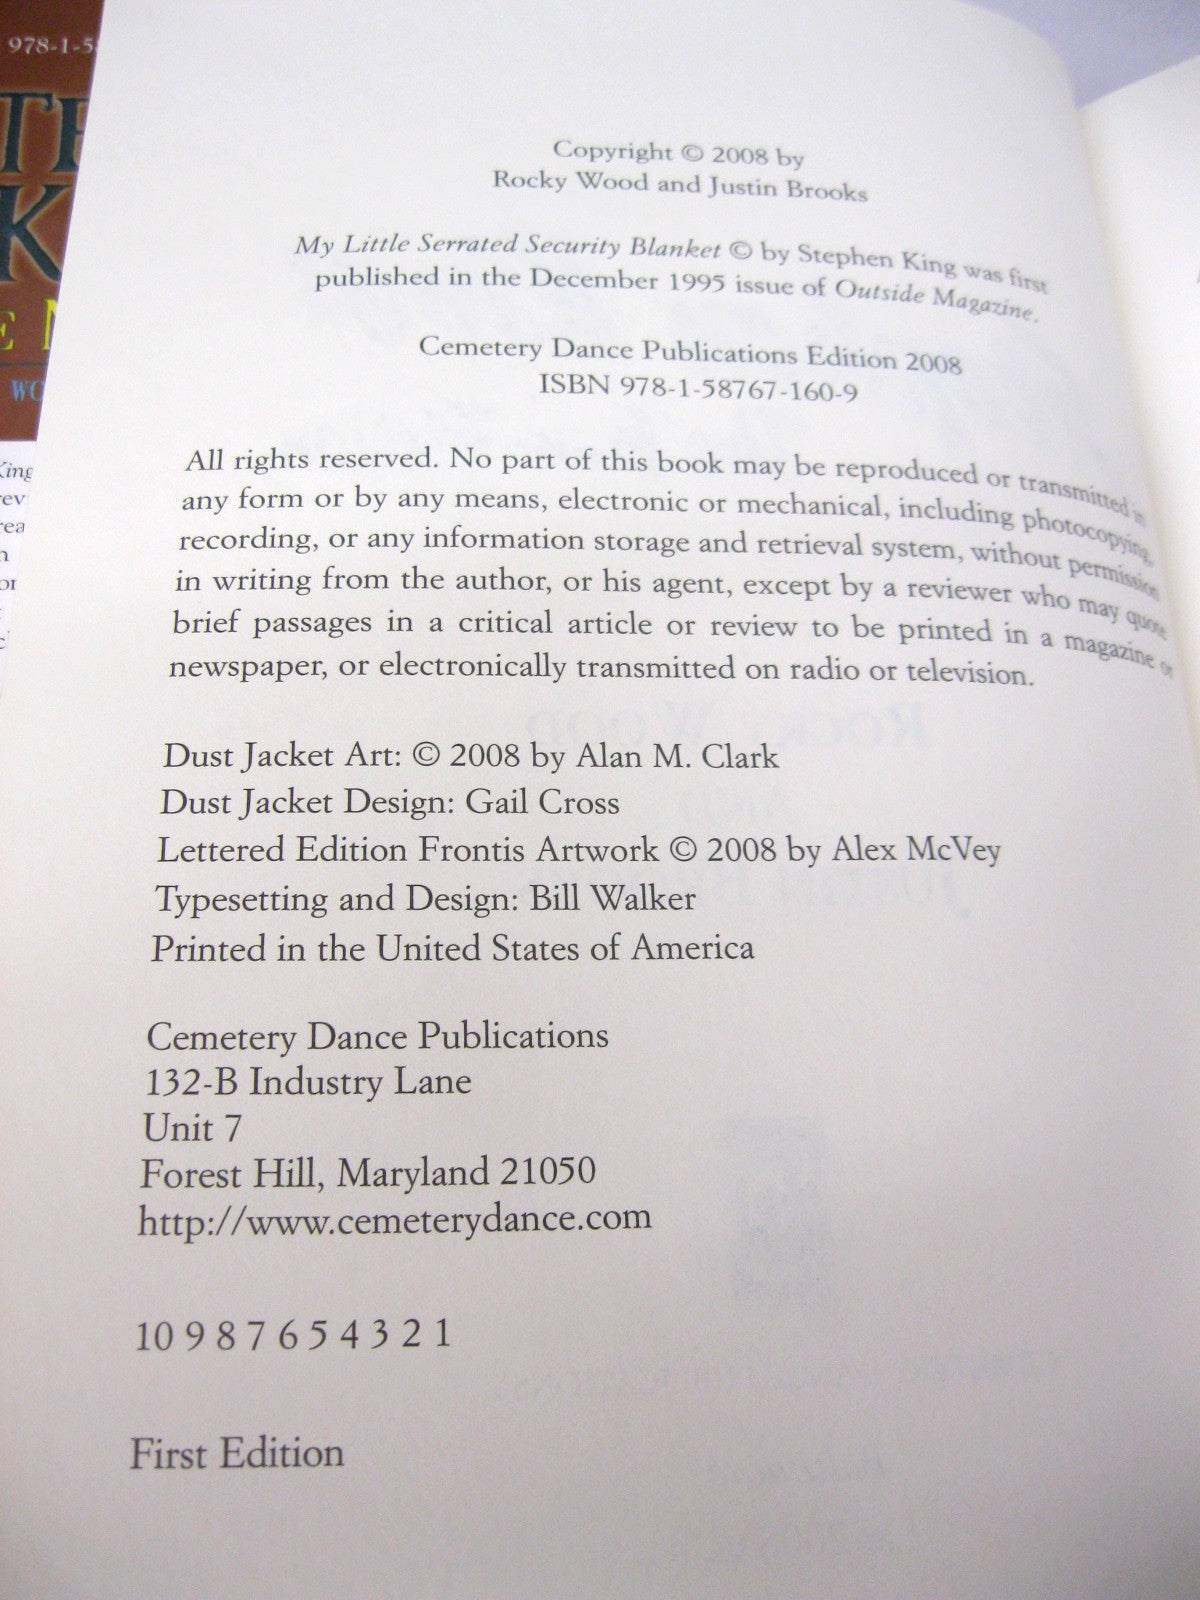 978-1-5
Copyright © 2008 by
Rocky Wood and Justin Brooks
My Little Serrated Security Blanket © by Stephen King was first
published in the December 1995 issue of Outside Magazine.
Cemetery Dance Publications Edition 2008
ISBN 978-1-58767-160-9
All rights reserved. No part of this book may be reproduced or transmitted in
any form or by any means, electronic or mechanical, including photocopying,
recording, or any information storage and retrieval system, without permission
in writing from the author, or his agent, except by a reviewer who may quote
brief passages in a critical article or review to be printed in a magazine or
newspaper, or electronically transmitted on radio or television.
Dust Jacket Art: © 2008 by Alan M. Clark
Dust Jacket Design: Gail Cross
Lettered Edition Frontis Artwork © 2008 by Alex McVey
Typesetting and Design: Bill Walker
Printed in the United States of America
Cemetery Dance Publications
132-B Industry Lane
Unit 7
Forest Hill, Maryland 21050
http://www.cemeterydance.com
10 9 8 7 6 5 4 3 2 1
First Edition